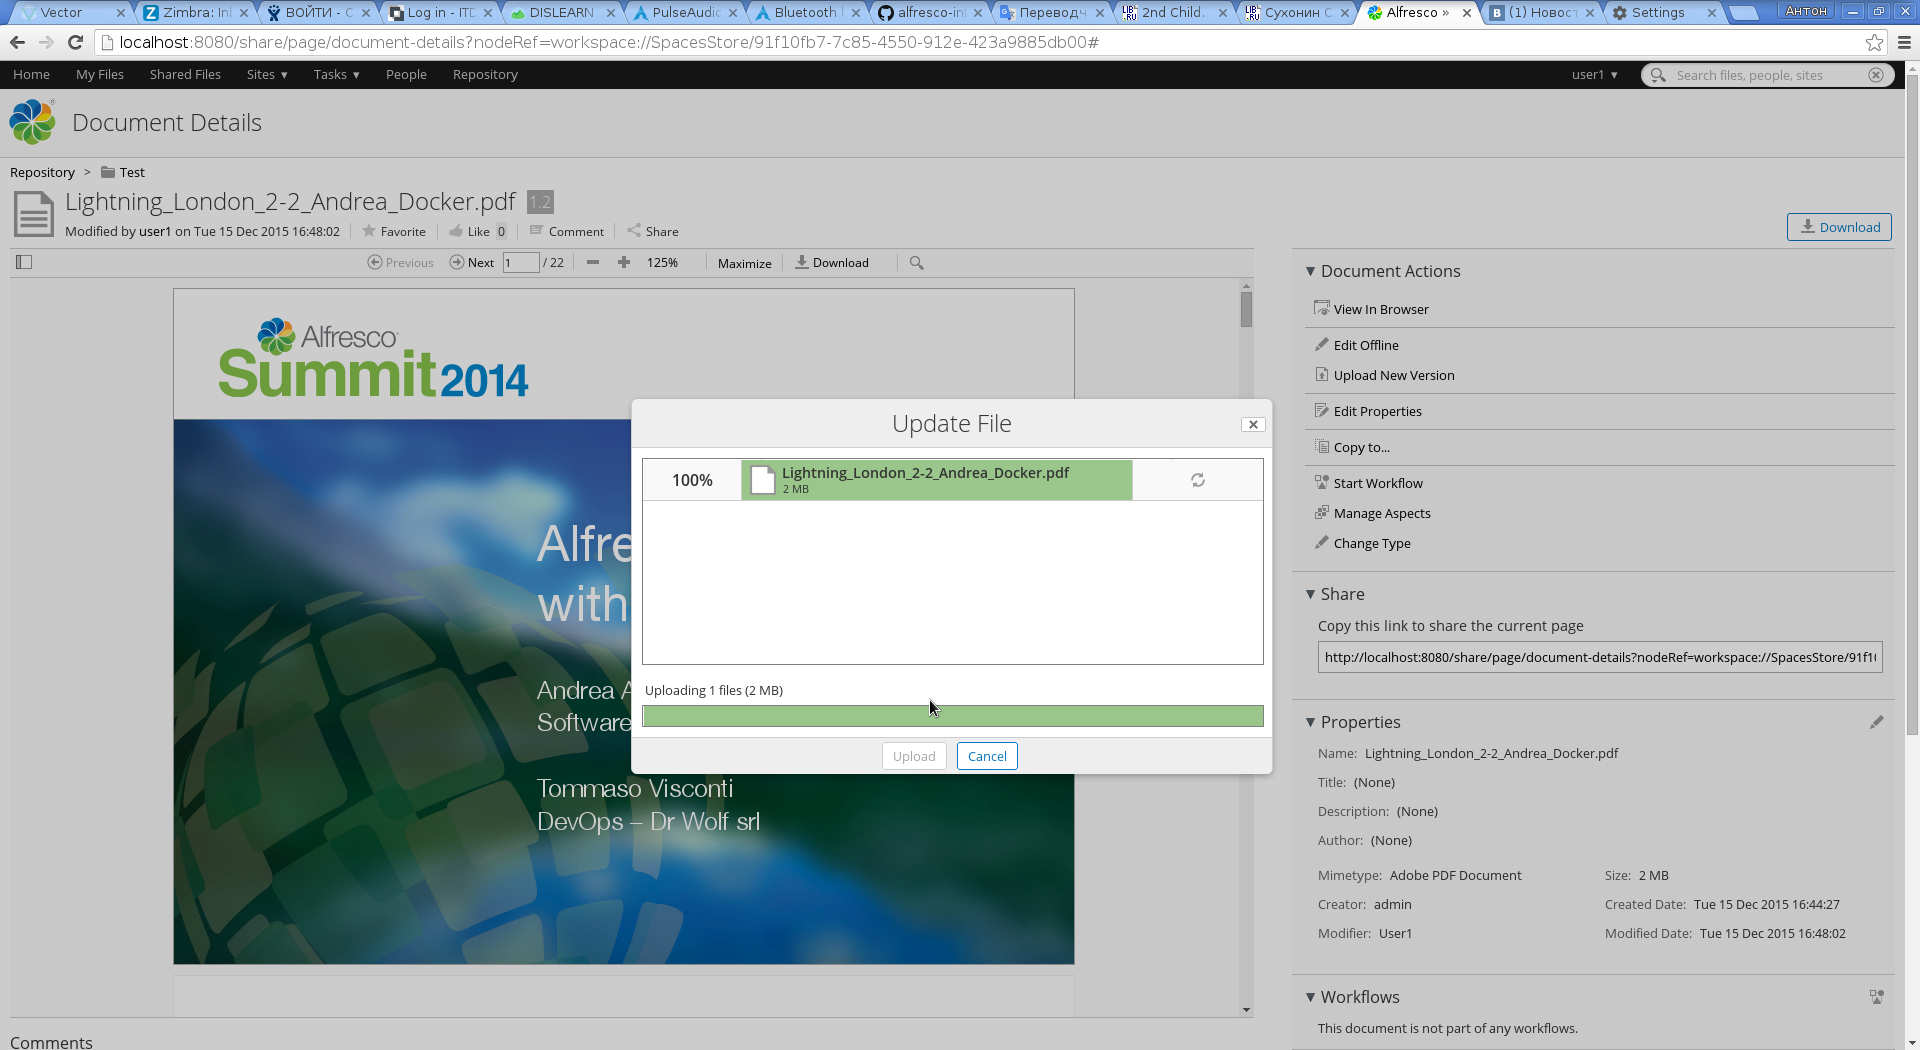 Vector
Zimbra: In
ВОЙТИ - С
Log in - ITD
DISLEARN
PulseAudio
Bluetooth
alfresco-in
Переводч
2nd Child
Сухонин С
Alfresco »
(1) Новост
Settings
Антон
localhost:8080/share/page/document-details?nodeRef=workspace://SpacesStore/91f10fb7-7c85-4550-912e-423a9885db00#
Home My Files Shared Files Sites ▾ Tasks ▾ People Repository user1 ▾ Search files, people, sites
Document Details
Repository > Test
Lightning_London_2-2_Andrea_Docker.pdf 1.2
Modified by user1 on Tue 15 Dec 2015 16:48:02 Favorite Like 0 Comment Share
Download
Previous Next 1 / 22 125% Maximize Download
Alfresco
Summit 2014
Alfre
with
Andrea A
Software
Tommaso Visconti
DevOps – Dr Wolf srl
Update File
100% Lightning_London_2-2_Andrea_Docker.pdf
2 MB
Uploading 1 files (2 MB)
Upload Cancel
Document Actions
View In Browser
Edit Offline
Upload New Version
Edit Properties
Copy to...
Start Workflow
Manage Aspects
Change Type
Share
Copy this link to share the current page
http://localhost:8080/share/page/document-details?nodeRef=workspace://SpacesStore/91f1
Properties
Name: Lightning_London_2-2_Andrea_Docker.pdf
Title: (None)
Description: (None)
Author: (None)
Mimetype: Adobe PDF Document Size: 2 MB
Creator: admin Created Date: Tue 15 Dec 2015 16:44:27
Modifier: User1 Modified Date: Tue 15 Dec 2015 16:48:02
Workflows
This document is not part of any workflows.
Comments